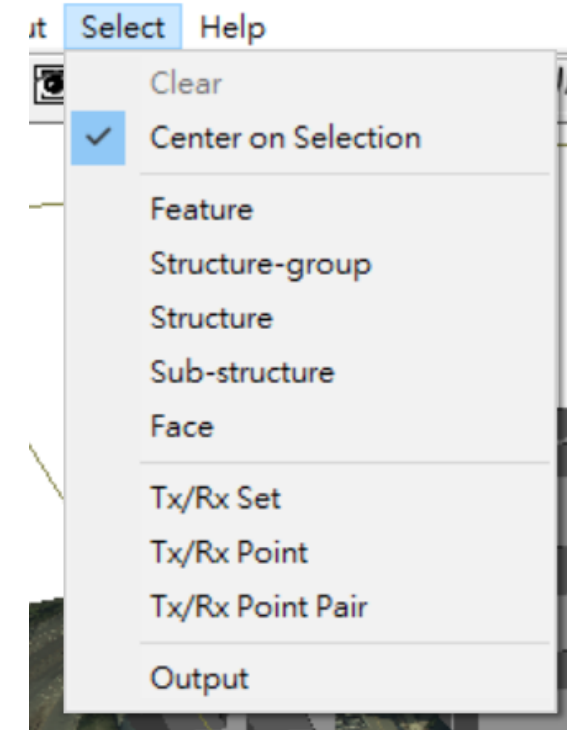 Select Help
Clear
Center on Selection
Feature
Structure-group
Structure
Sub-structure
Face
Tx/Rx Set
Tx/Rx Point
Tx/Rx Point Pair
Output